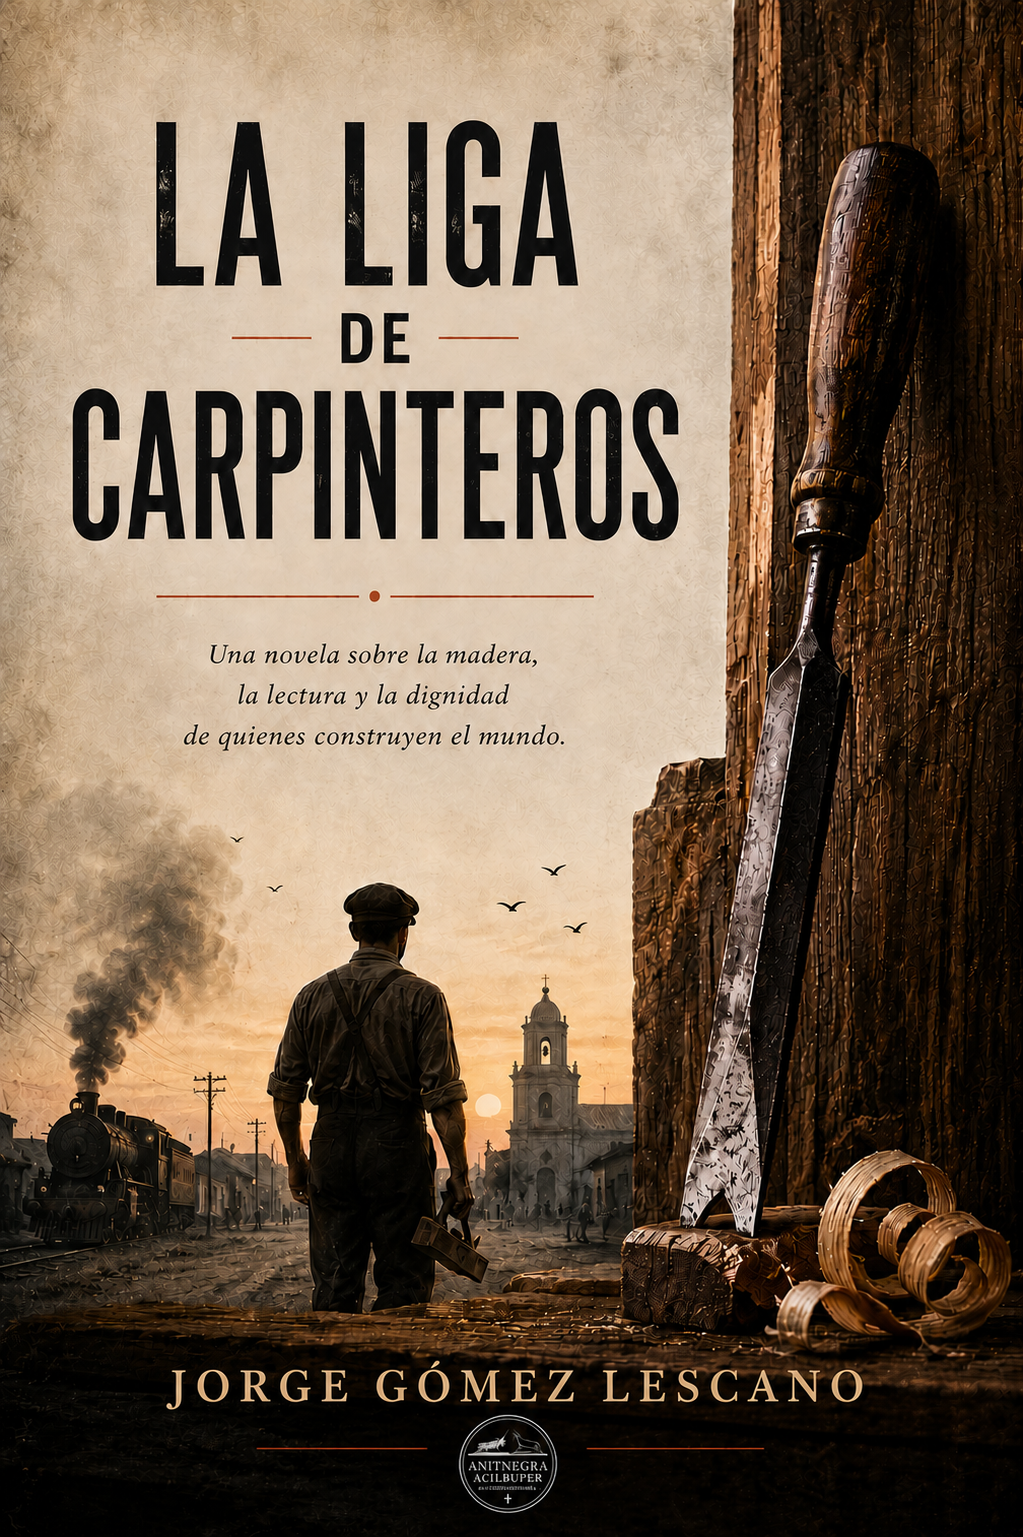 LA LIGA
DE
CARPINTEROS
Una novela sobre la madera,
la lectura y la dignidad
de quienes construyen el mundo.
JORGE GÓMEZ LESCANO
ANITNEGRA
ACILBUPER